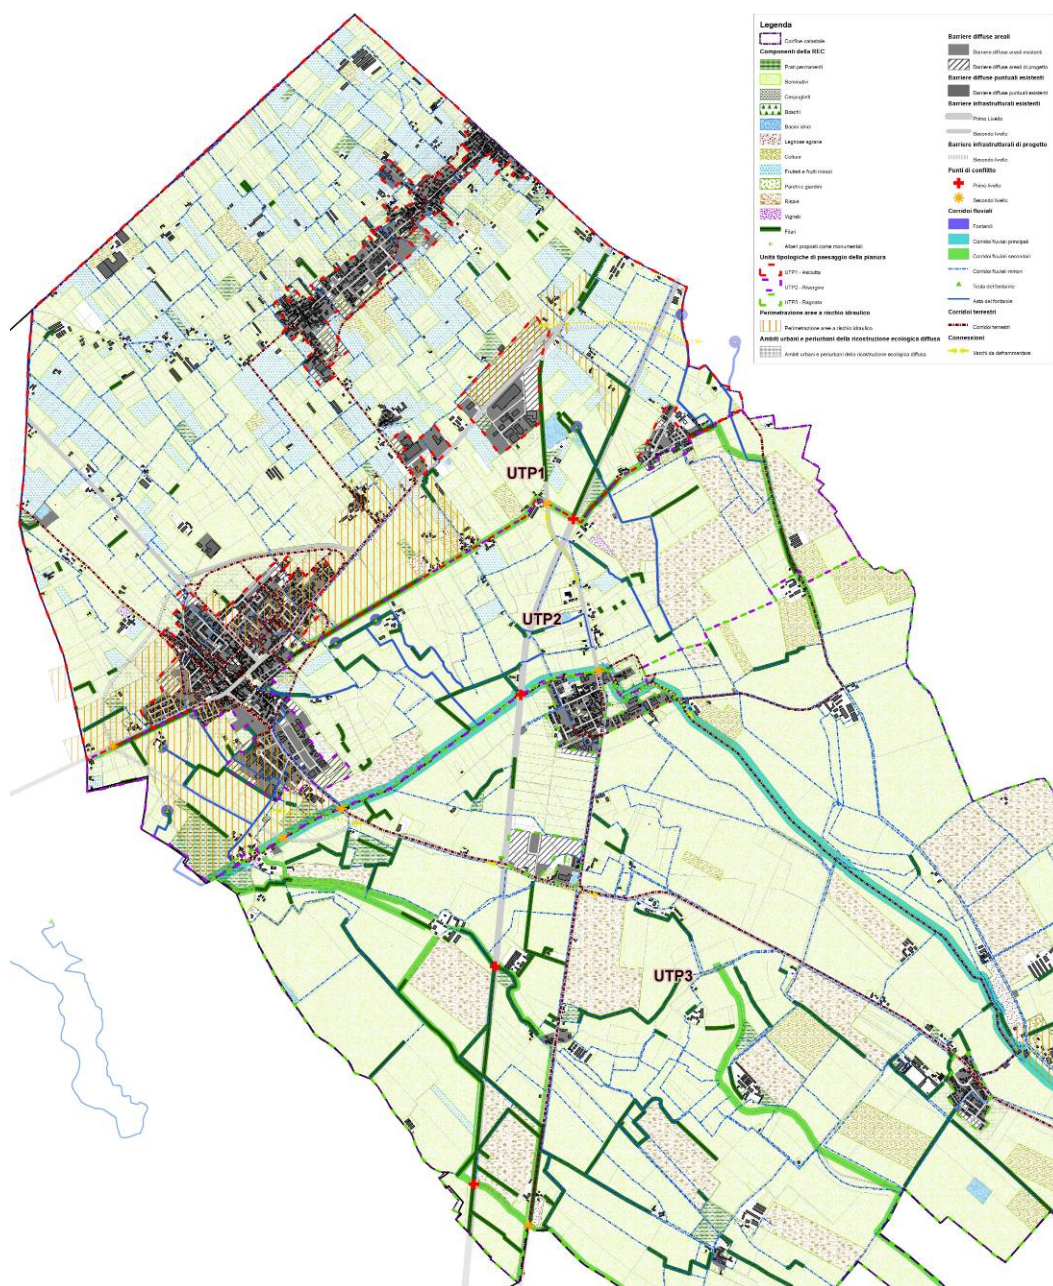 Legenda
Confine catastale
Componenti della REC
Prati permanenti
Seminativi
Cespuglieti
Boschi
Bacini idrici
Legnose agrarie
Colture
Frutteti e frutti minori
Parchi e giardini
Risaie
Vigneti
Filari
Alberi proposti come monumentali
Unità tipologiche di paesaggio della pianura
UTP1 - Asciutta
UTP2 - Risorgive
UTP3 - Bagnata
Perimetrazione aree a rischio idraulico
Perimetrazione aree a rischio idraulico
Ambiti urbani e periurbani della ricostruzione ecologica diffusa
Ambiti urbani e periurbani della ricostruzione ecologica diffusa
Barriere diffuse areali
Barriere diffuse areali esistenti
Barriere diffuse areali di progetto
Barriere diffuse puntuali esistenti
Barriere diffuse puntuali esistenti
Barriere infrastrutturali esistenti
Primo Livello
Secondo livello
Barriere infrastrutturali di progetto
Secondo livello
Punti di conflitto
Primo livello
Secondo livello
Corridoi fluviali
Fontanili
Corridoi fluviali principali
Corridoi fluviali secondari
Corridoi fluviali minori
Testa del fontanile
Asta del fontanile
Corridoi terrestri
Corridoi terrestri
Connessioni
Varchi da deframmentare
UTP1
UTP2
UTP3